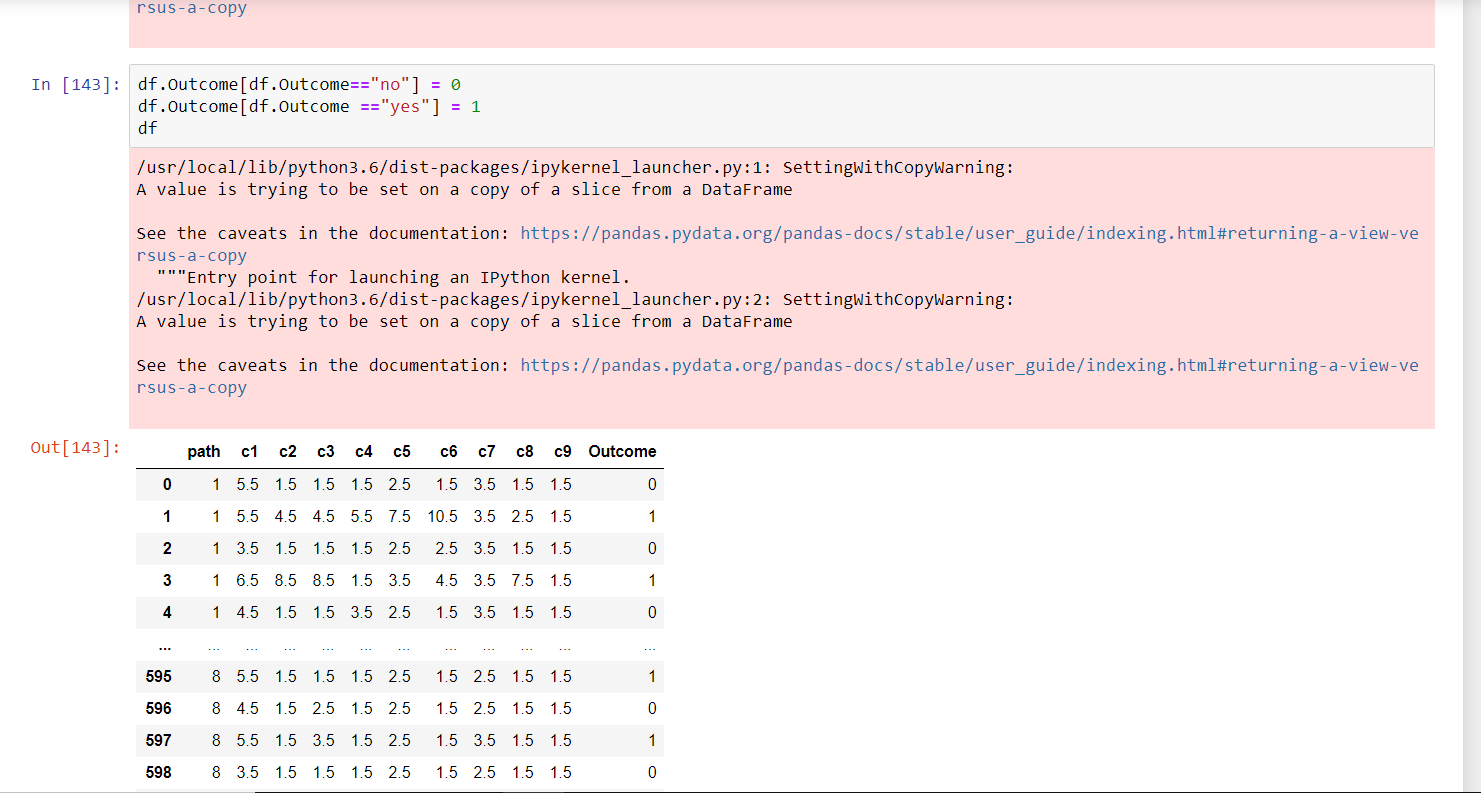 rsus-a-copy
In [143]: df.Outcome[df.Outcome=="no"] = 0
df.Outcome[df.Outcome =="yes"] = 1
df
/usr/local/lib/python3.6/dist-packages/ipykernel_launcher.py:1: SettingWithCopyWarning:
A value is trying to be set on a copy of a slice from a DataFrame
See the caveats in the documentation: https://pandas.pydata.org/pandas-docs/stable/user_guide/indexing.html#returning-a-view-ve
rsus-a-copy
"""Entry point for launching an IPython kernel.
/usr/local/lib/python3.6/dist-packages/ipykernel_launcher.py:2: SettingWithCopyWarning:
A value is trying to be set on a copy of a slice from a DataFrame
See the caveats in the documentation: https://pandas.pydata.org/pandas-docs/stable/user_guide/indexing.html#returning-a-view-ve
rsus-a-copy
Out[143]: path c1 c2 c3 c4 c5 c6 c7 c8 c9 Outcome
0 1 5.5 1.5 1.5 1.5 2.5 1.5 3.5 1.5 1.5 0
1 1 5.5 4.5 4.5 5.5 7.5 10.5 3.5 2.5 1.5 1
2 1 3.5 1.5 1.5 1.5 2.5 2.5 3.5 1.5 1.5 0
3 1 6.5 8.5 8.5 1.5 3.5 4.5 3.5 7.5 1.5 1
4 1 4.5 1.5 1.5 3.5 2.5 1.5 3.5 1.5 1.5 0
... ... ... ... ... ... ... ... ... ... ... ...
595 8 5.5 1.5 1.5 1.5 2.5 1.5 2.5 1.5 1.5 1
596 8 4.5 1.5 2.5 1.5 2.5 1.5 2.5 1.5 1.5 0
597 8 5.5 1.5 3.5 1.5 2.5 1.5 3.5 1.5 1.5 1
598 8 3.5 1.5 1.5 1.5 2.5 1.5 2.5 1.5 1.5 0